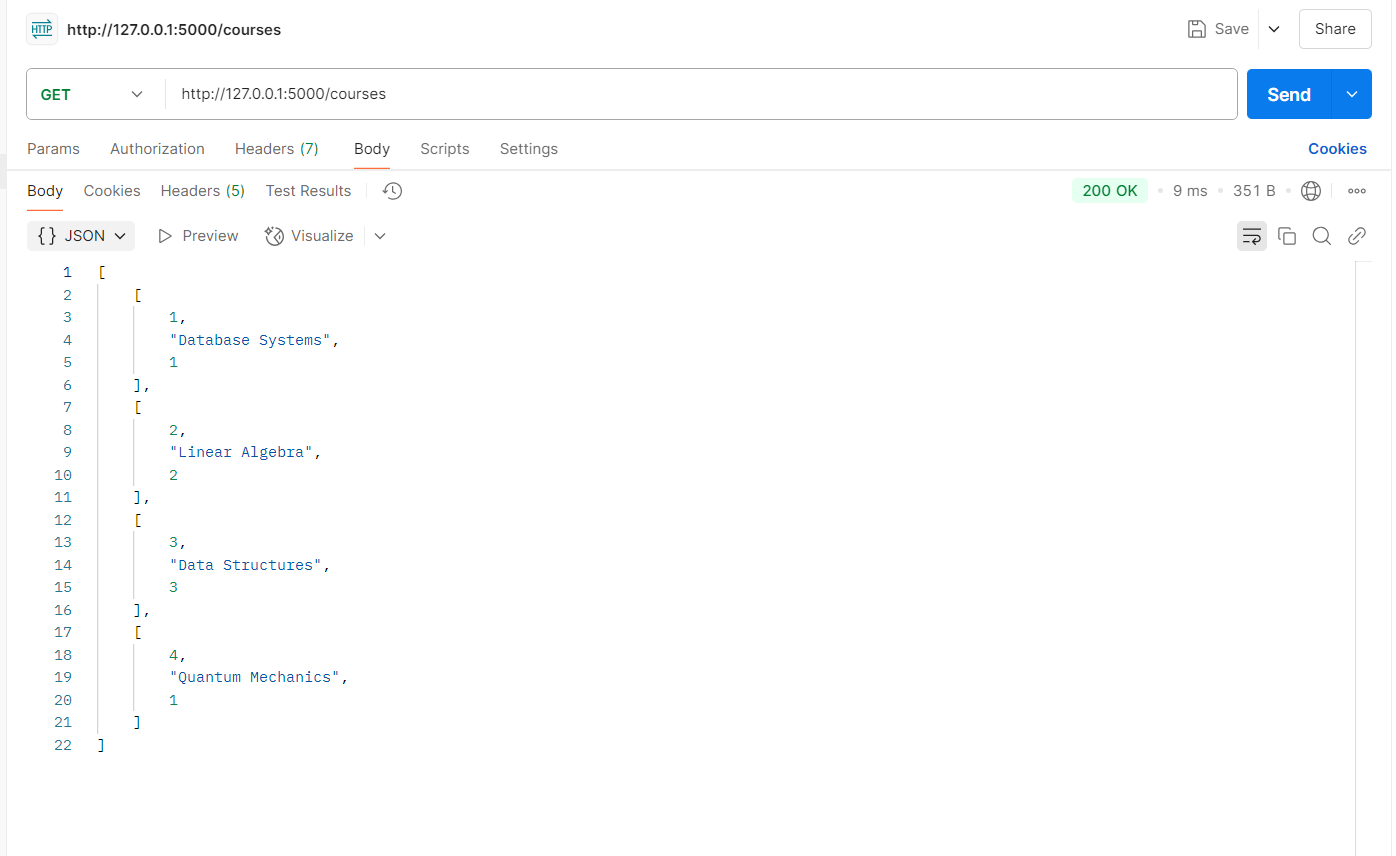 HTTP http://127.0.0.1:5000/courses Save Share
GET http://127.0.0.1:5000/courses Send
Params Authorization Headers (7) Body Scripts Settings Cookies
Body Cookies Headers (5) Test Results 200 OK 9 ms 351 B
{} JSON Preview Visualize
1 [
2 [
3 1,
4 "Database Systems",
5 1
6 ],
7 [
8 2,
9 "Linear Algebra",
10 2
11 ],
12 [
13 3,
14 "Data Structures",
15 3
16 ],
17 [
18 4,
19 "Quantum Mechanics",
20 1
21 ]
22 ]